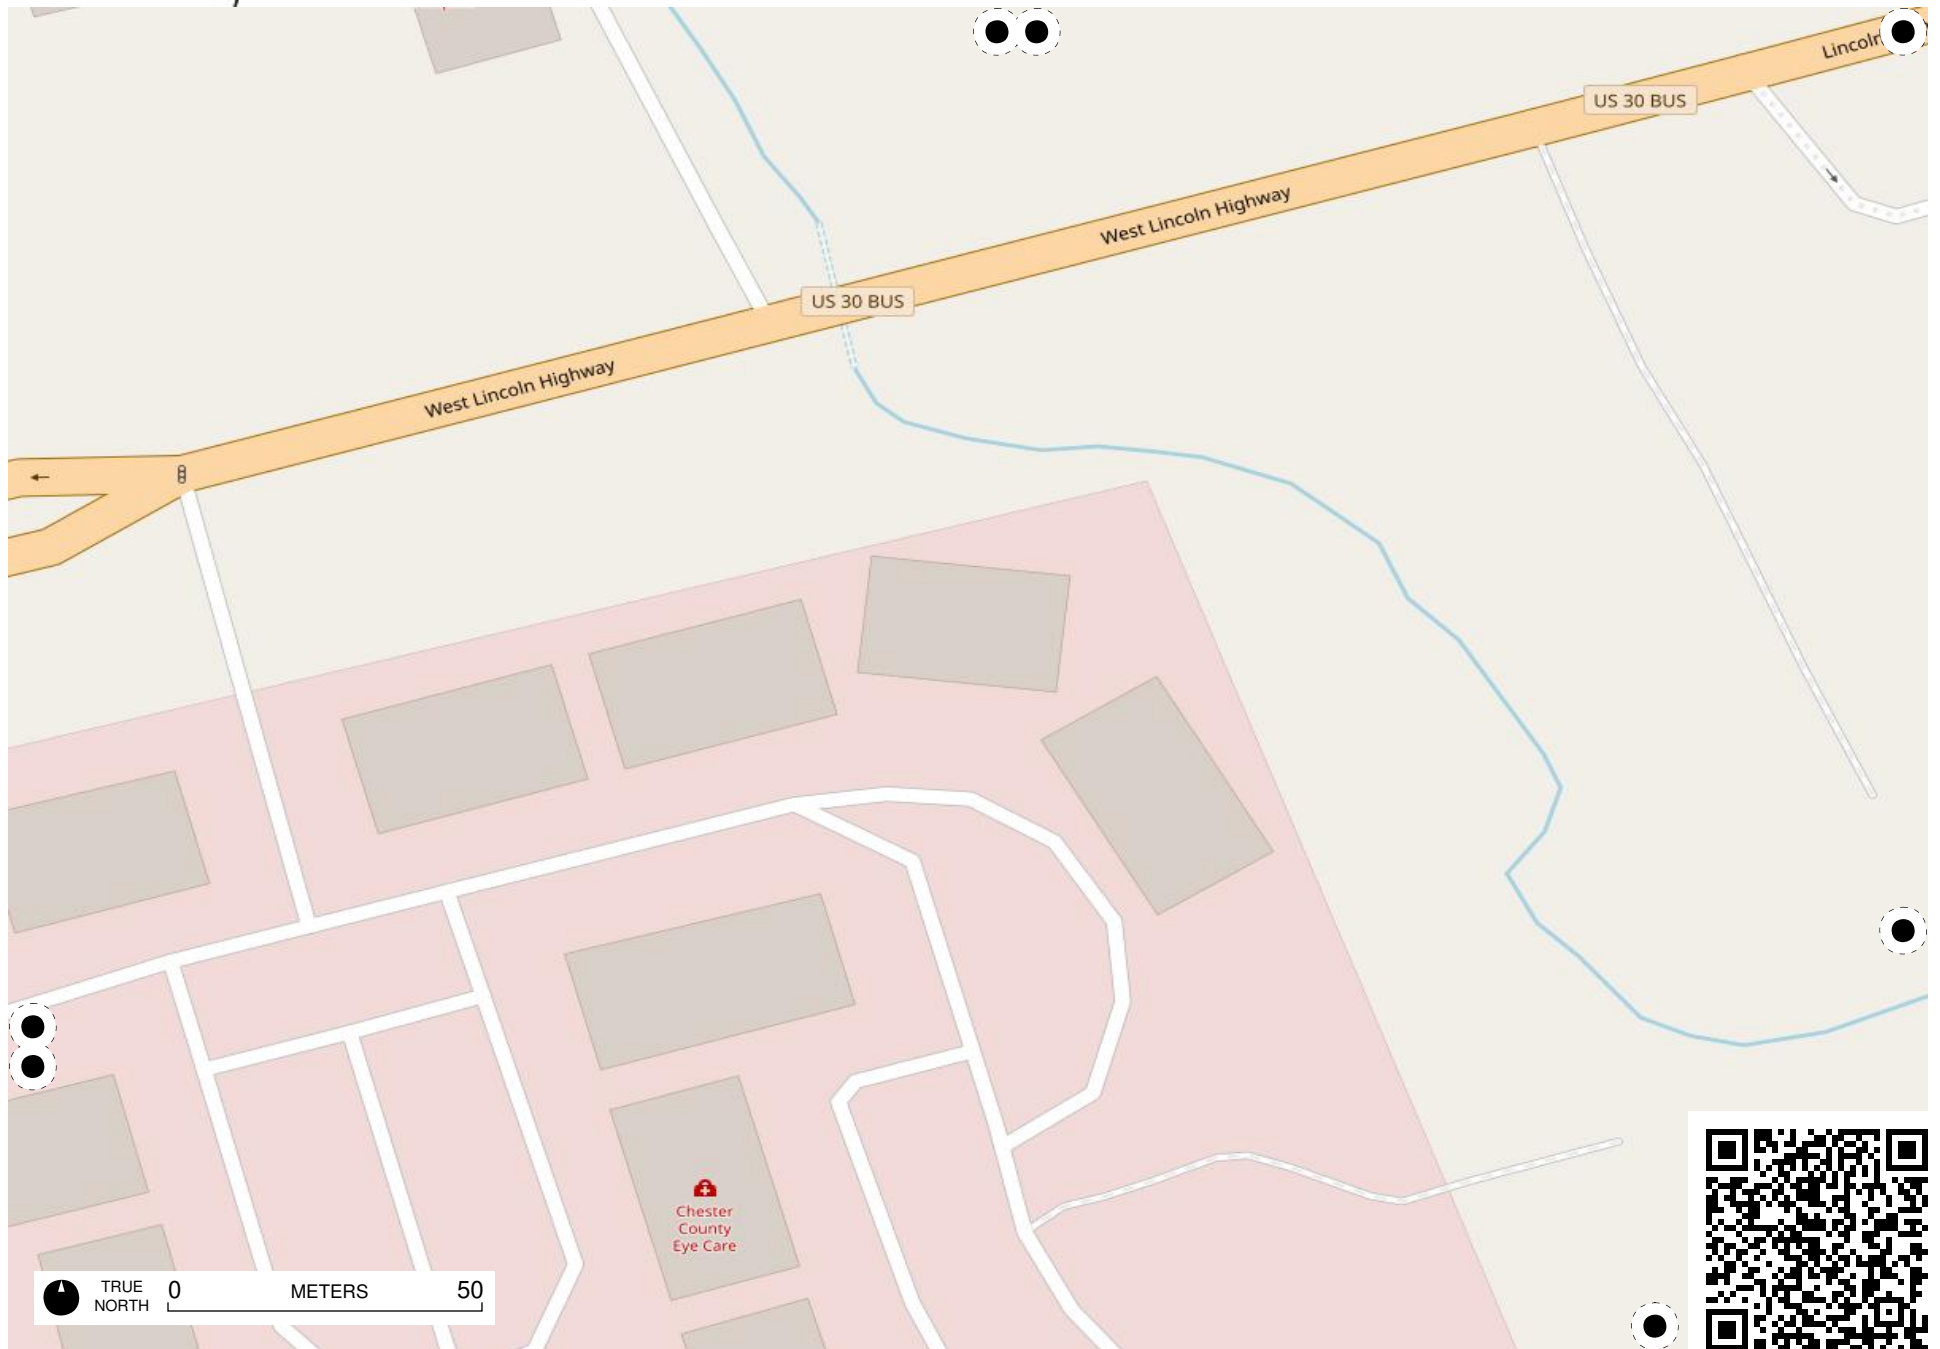 Lincoln
US 30 BUS
West Lincoln Highway
US 30 BUS
West Lincoln Highway
Chester
County
Eye Care
TRUE
NORTH
0 METERS 50